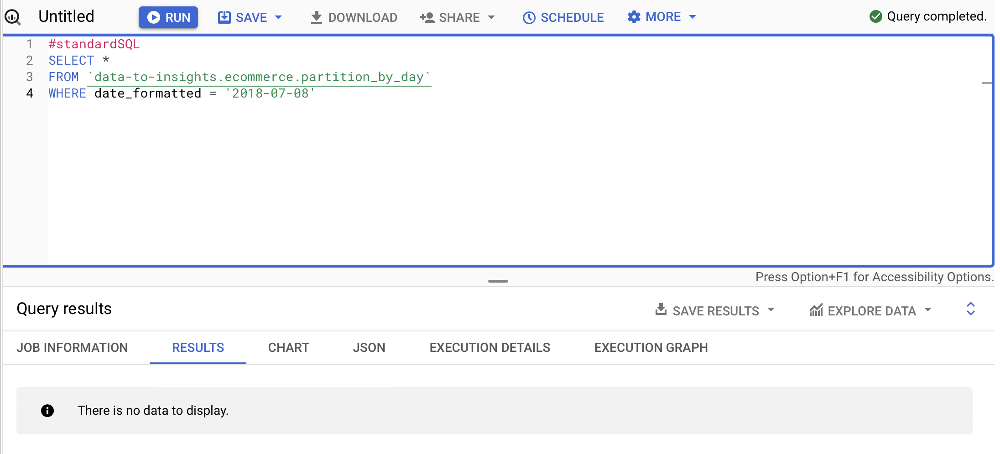 Untitled RUN SAVE DOWNLOAD SHARE SCHEDULE MORE Query completed.
1 #standardSQL
2 SELECT *
3 FROM `data-to-insights.ecommerce.partition_by_day`
4 WHERE date_formatted = '2018-07-08'
Press Option+F1 for Accessibility Options.
Query results SAVE RESULTS EXPLORE DATA
JOB INFORMATION RESULTS CHART JSON EXECUTION DETAILS EXECUTION GRAPH
There is no data to display.